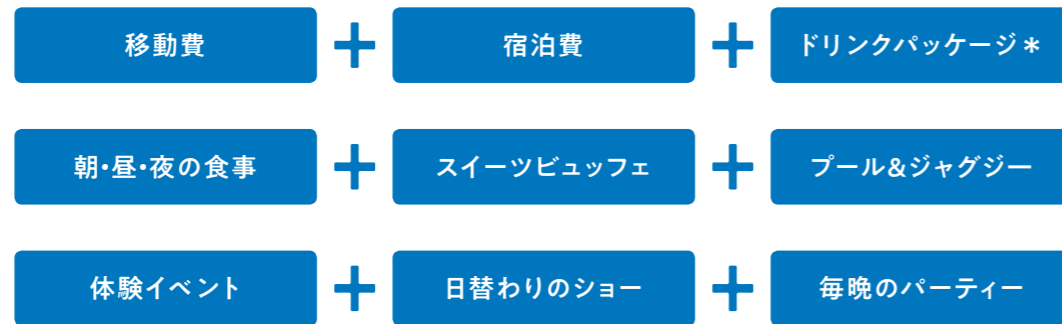 移動費 + 宿泊費 + ドリンクパッケージ＊
朝・昼・夜の食事 + スイーツビュッフェ + プール&ジャグジー
体験イベント + 日替わりのショー + 毎晩のパーティー